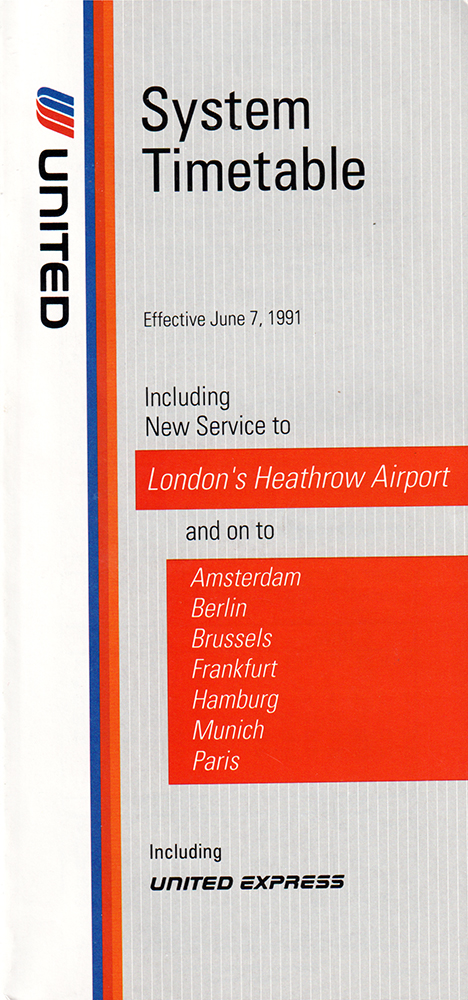 UNITED
System
Timetable
Effective June 7, 1991
Including
New Service to
London's Heathrow Airport
and on to
Amsterdam
Berlin
Brussels
Frankfurt
Hamburg
Munich
Paris
Including
UNITED EXPRESS